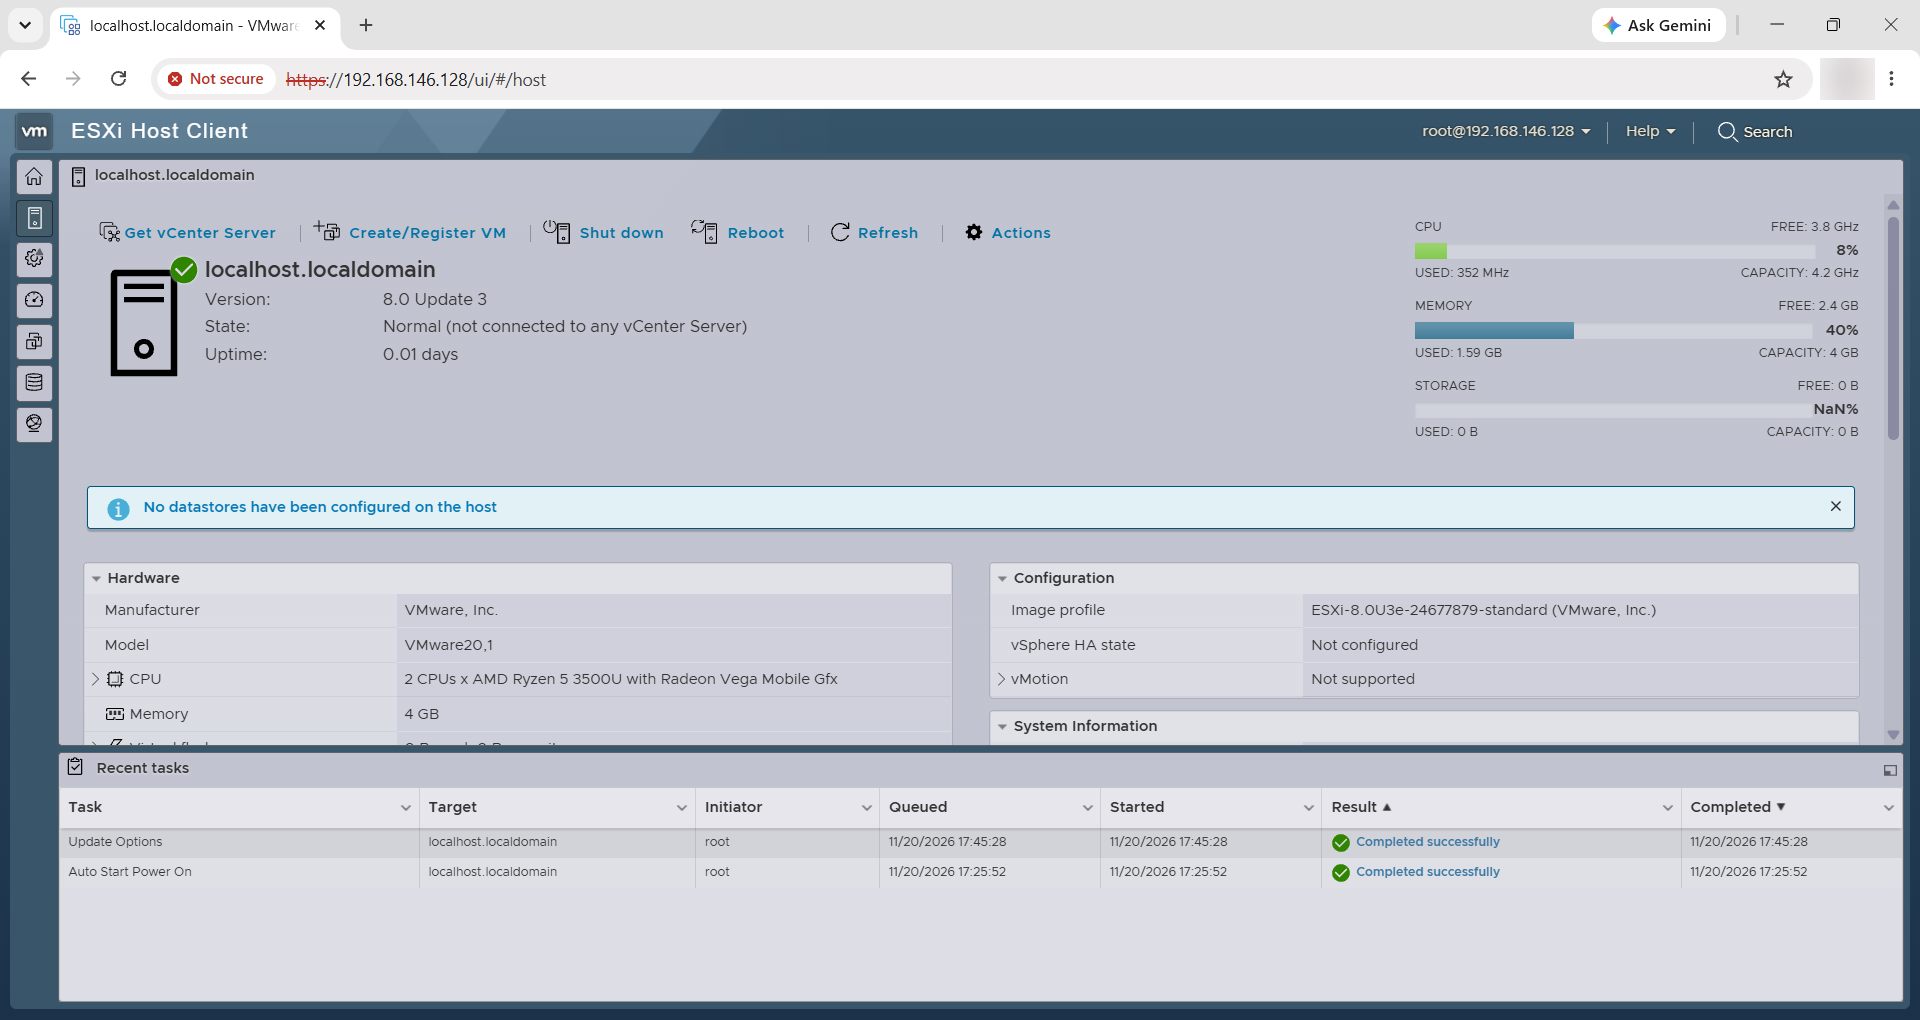 localhost.localdomain - VMware
Ask Gemini
Not secure
https://192.168.146.128/ui/#/host
vm
ESXi Host Client
root@192.168.146.128
Help
Search
localhost.localdomain
Get vCenter Server
Create/Register VM
Shut down
Reboot
Refresh
Actions
localhost.localdomain
Version: 8.0 Update 3
State: Normal (not connected to any vCenter Server)
Uptime: 0.01 days
CPU FREE: 3.8 GHz
8%
USED: 352 MHz CAPACITY: 4.2 GHz
MEMORY FREE: 2.4 GB
40%
USED: 1.59 GB CAPACITY: 4 GB
STORAGE FREE: 0 B
NaN%
USED: 0 B CAPACITY: 0 B
No datastores have been configured on the host
Hardware
Manufacturer VMware, Inc.
Model VMware20,1
CPU 2 CPUs x AMD Ryzen 5 3500U with Radeon Vega Mobile Gfx
Memory 4 GB
Configuration
Image profile ESXi-8.0U3e-24677879-standard (VMware, Inc.)
vSphere HA state Not configured
vMotion Not supported
System Information
Recent tasks
Task Target Initiator Queued Started Result Completed
Update Options localhost.localdomain root 11/20/2026 17:45:28 11/20/2026 17:45:28 Completed successfully 11/20/2026 17:45:28
Auto Start Power On localhost.localdomain root 11/20/2026 17:25:52 11/20/2026 17:25:52 Completed successfully 11/20/2026 17:25:52